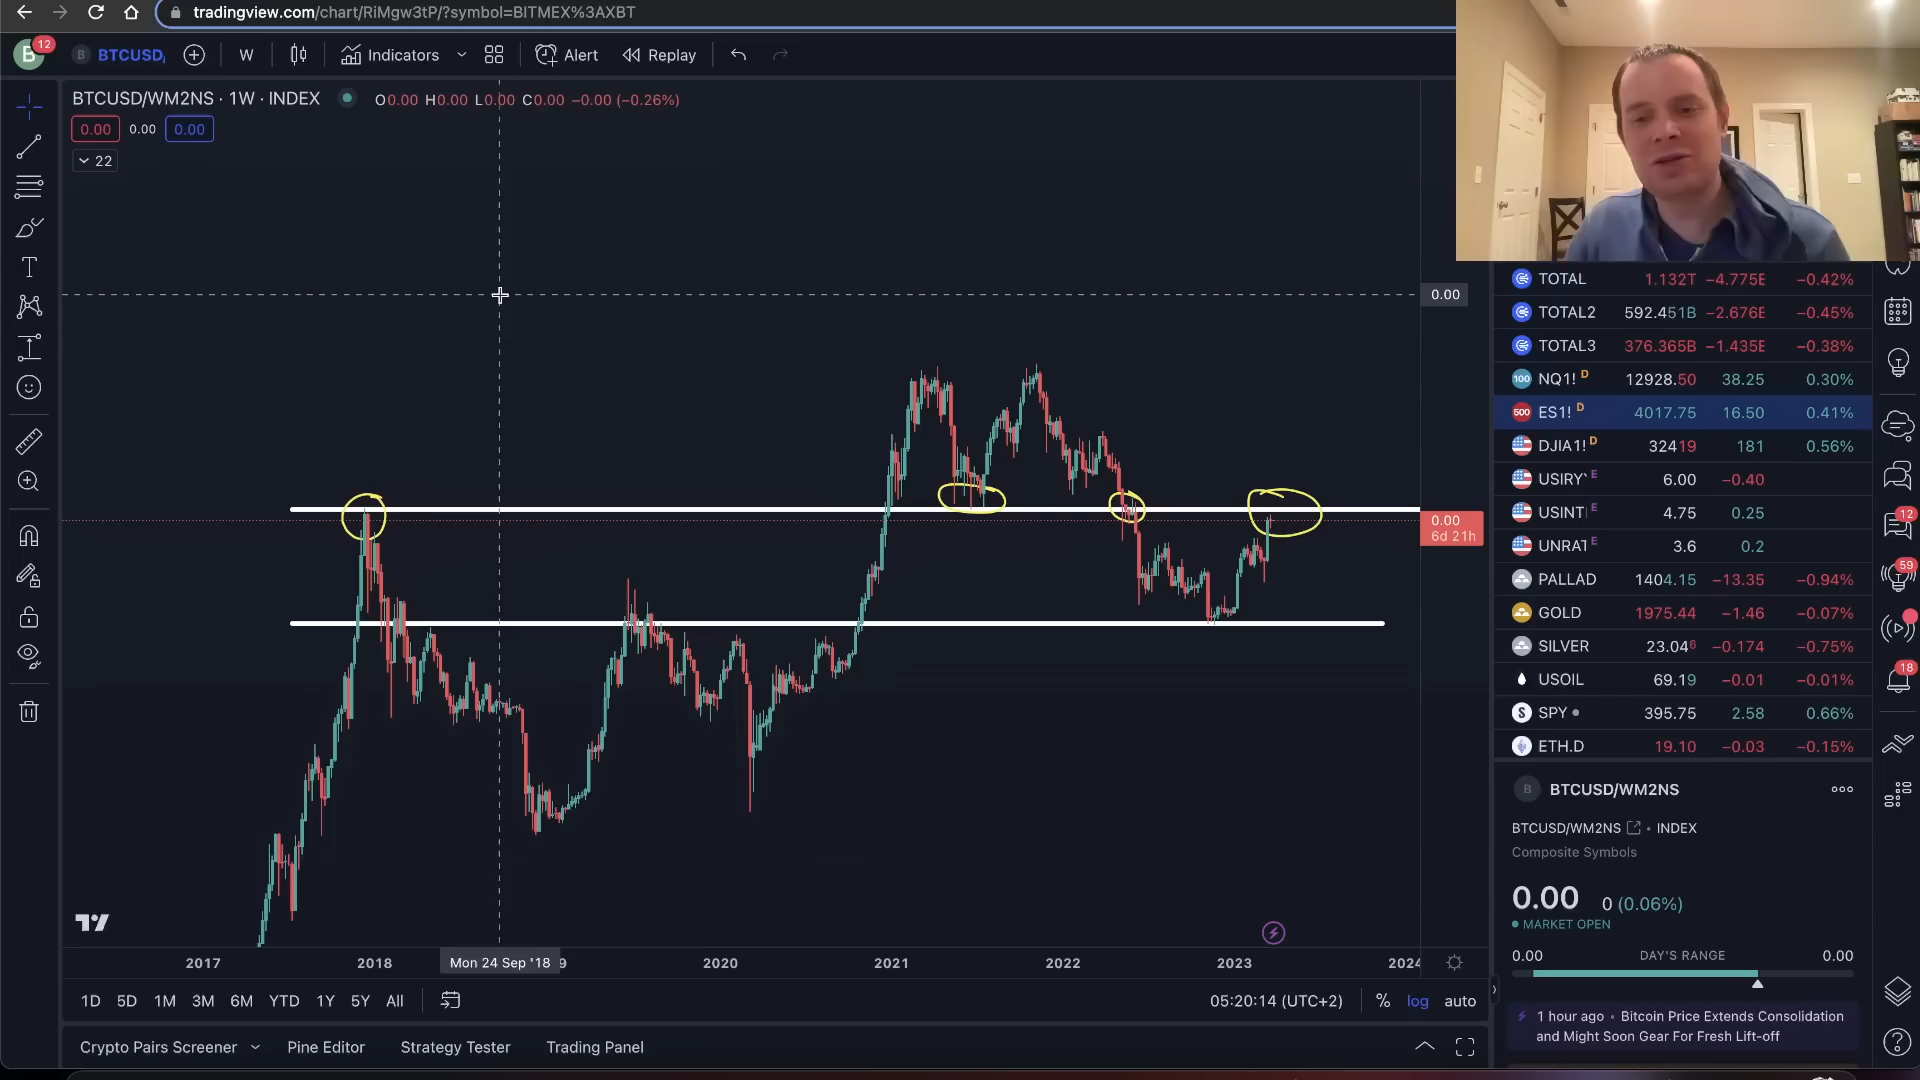 tradingview.com/chart/RiMgw3tP/?symbol=BITMEX%3AXBT
B 12 B BTCUSD, W Indicators Alert Replay
BTCUSD/WM2NS · 1W · INDEX O0.00 H0.00 L0.00 C0.00 −0.00 (−0.26%)
0.00 0.00 0.00
22
0.00
0.00
6d 21h
2017 2018 Mon 24 Sep '18 9 2020 2021 2022 2023 2024
1D 5D 1M 3M 6M YTD 1Y 5Y All 05:20:14 (UTC+2) % log auto
Crypto Pairs Screener Pine Editor Strategy Tester Trading Panel
TOTAL 1.132T −4.775E −0.42%
TOTAL2 592.451B −2.676E −0.45%
TOTAL3 376.365B −1.435E −0.38%
100 NQ1! D 12928.50 38.25 0.30%
500 ES1! D 4017.75 16.50 0.41%
DJIA1! D 32419 181 0.56%
USIRY E 6.00 −0.40
USINTI E 4.75 0.25
UNRAT E 3.6 0.2
PALLAD 1404.15 −13.35 −0.94%
GOLD 1975.44 −1.46 −0.07%
SILVER 23.046 −0.174 −0.75%
USOIL 69.19 −0.01 −0.01%
S SPY 395.75 2.58 0.66%
ETH.D 19.10 −0.03 −0.15%
B BTCUSD/WM2NS
BTCUSD/WM2NS • INDEX
Composite Symbols
0.00 0 (0.06%)
MARKET OPEN
0.00 DAY'S RANGE 0.00
1 hour ago • Bitcoin Price Extends Consolidation
and Might Soon Gear For Fresh Lift-off
12
59
18